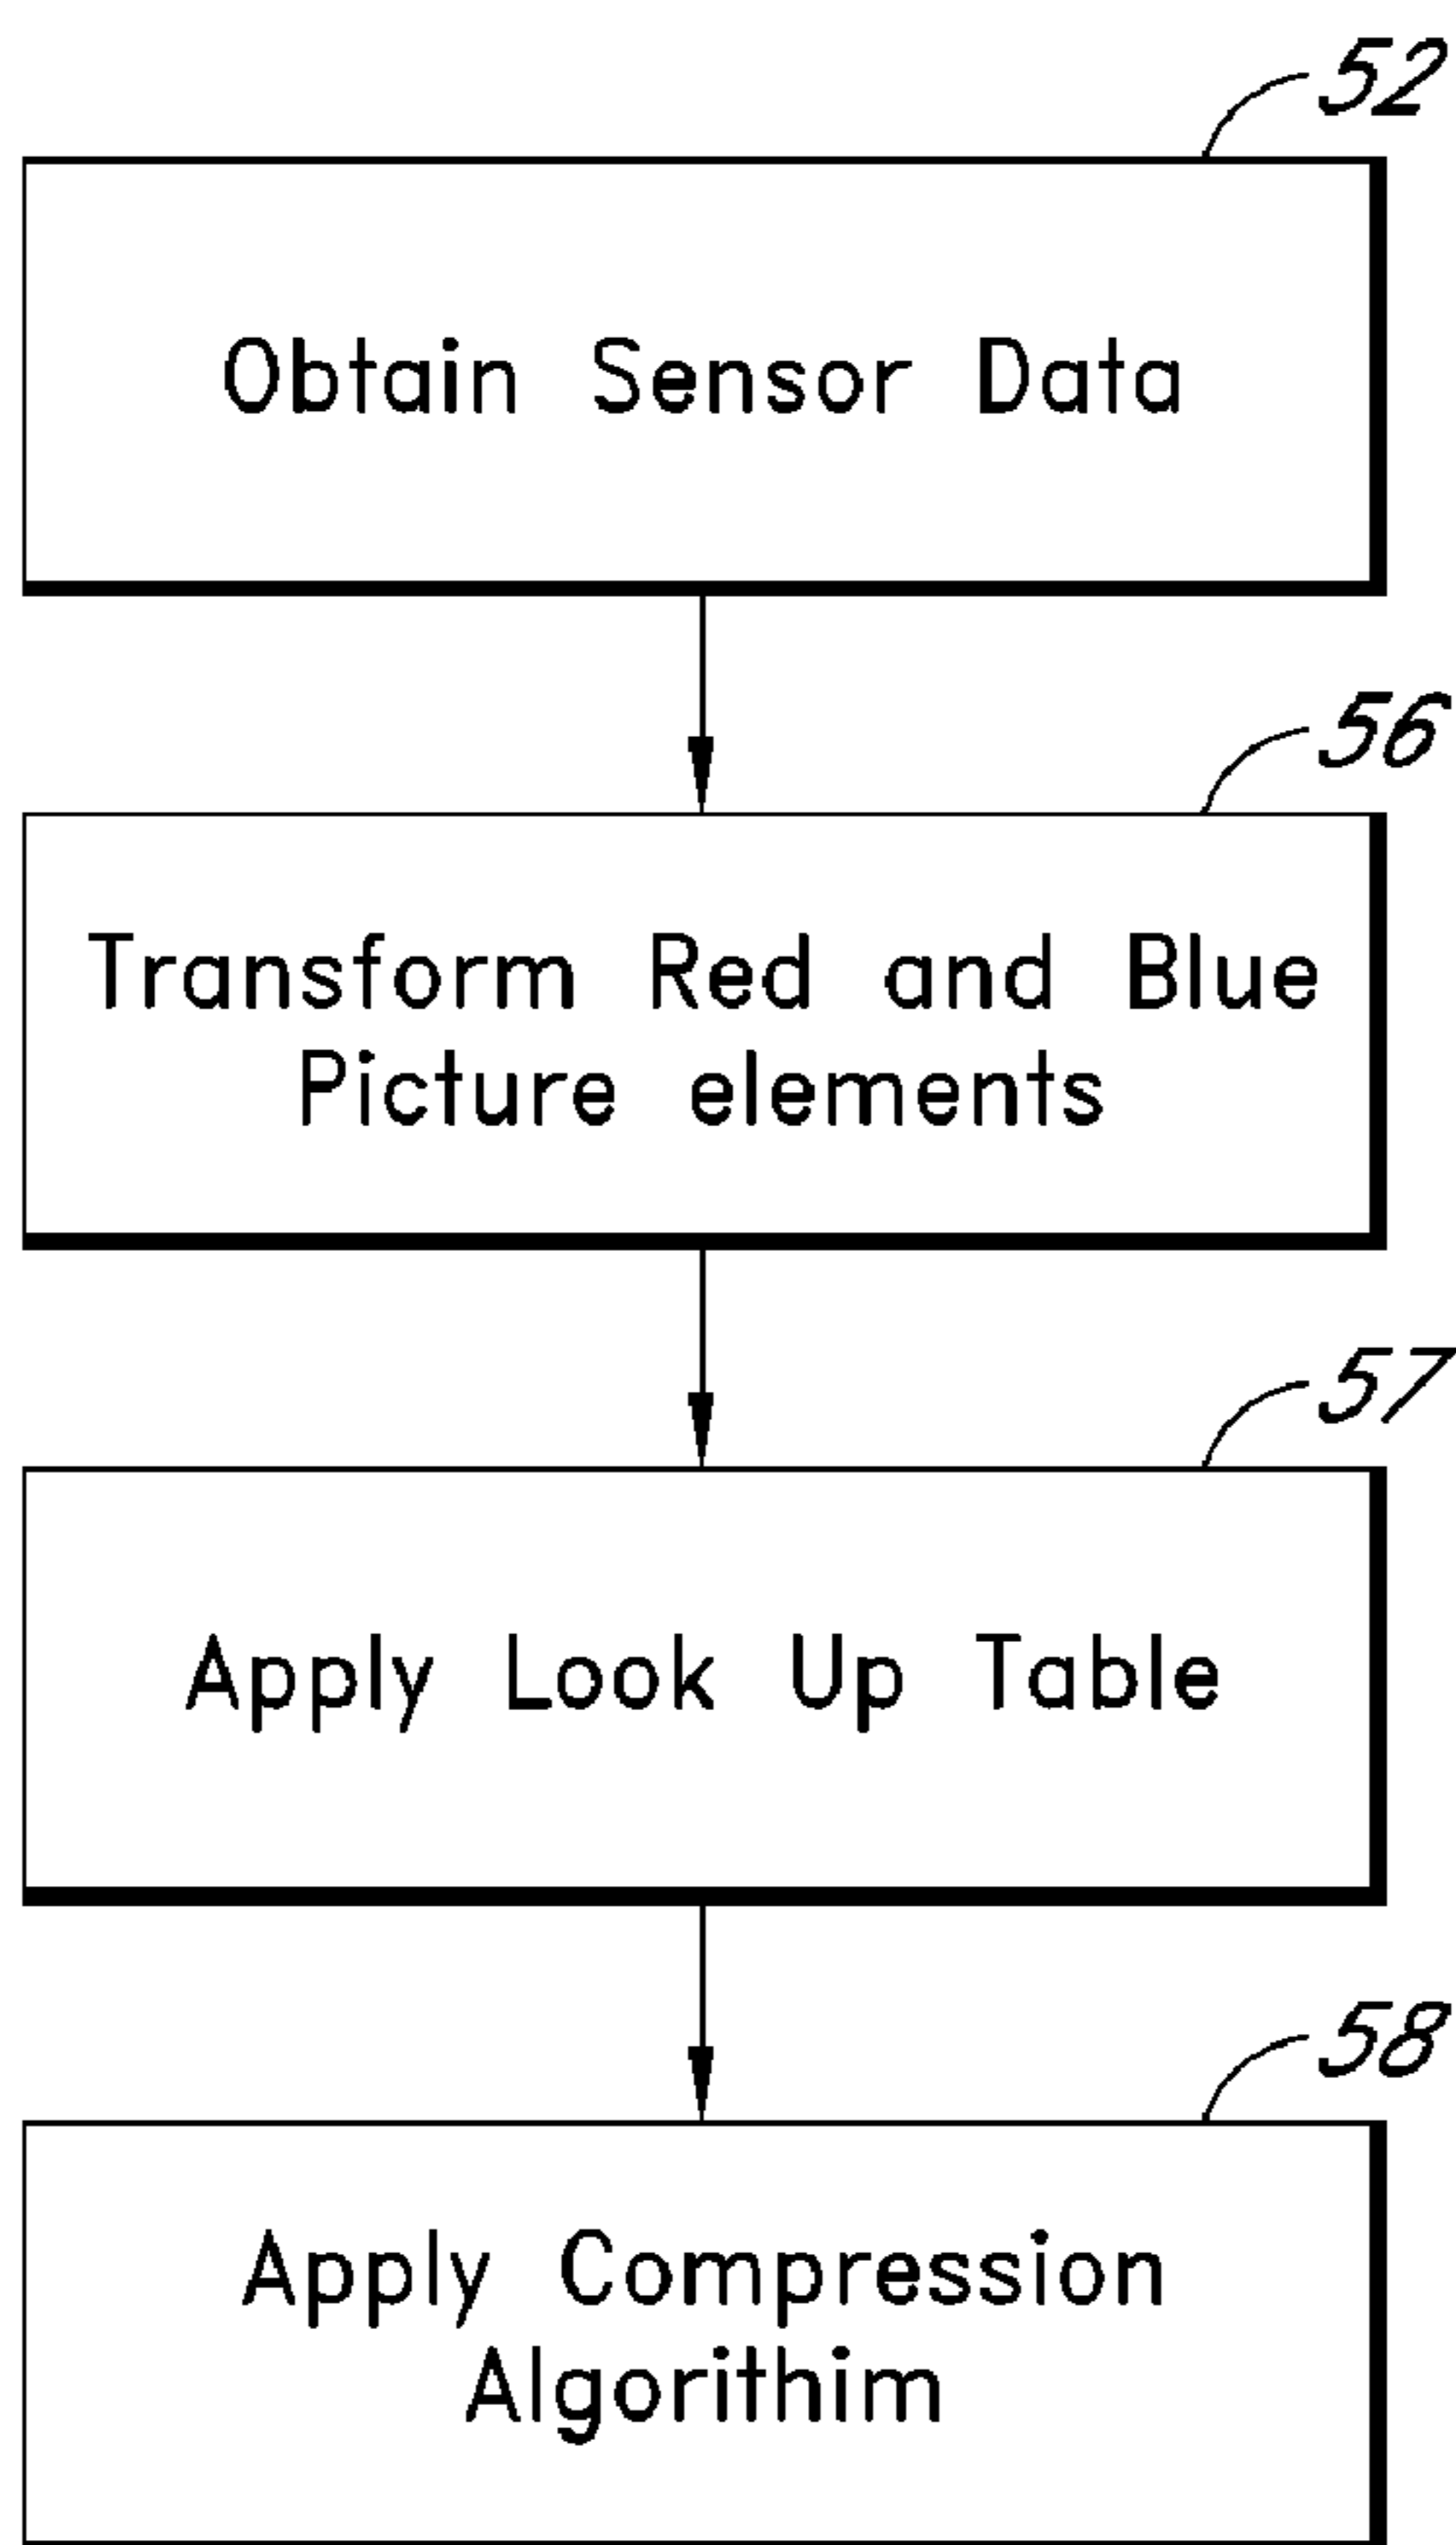 52
Obtain Sensor Data
56
Transform Red and Blue
Picture elements
57
Apply Look Up Table
58
Apply Compression
Algorithim